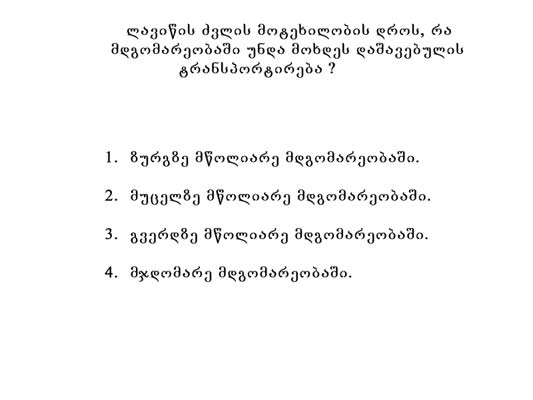 ლავიწის ძვლის მოტეხილობის დროს, რა
მდგომარეობაში უნდა მოხდეს დაშავებულის
ტრანსპორტირება ?
1. ზურგზე მწოლიარე მდგომარეობაში.
2. მუცელზე მწოლიარე მდგომარეობაში.
3. გვერდზე მწოლიარე მდგომარეობაში.
4. მჯდომარე მდგომარეობაში.